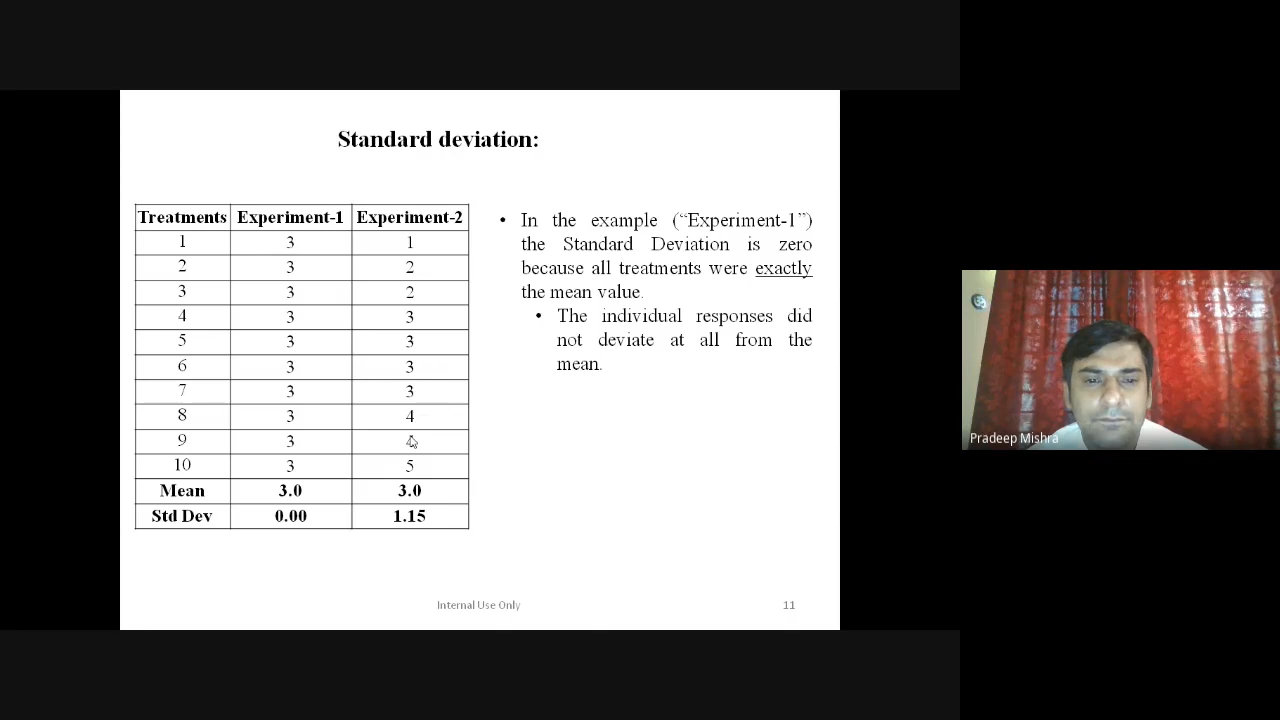 Standard deviation:
Treatments Experiment-1 Experiment-2
1 3 1
2 3 2
3 3 2
4 3 3
5 3 3
6 3 3
7 3 3
8 3 4
9 3
10 3 5
Mean 3.0 3.0
Std Dev 0.00 1.15
• In the example (“Experiment-1”)
the Standard Deviation is zero
because all treatments were exactly
the mean value.
• The individual responses did
not deviate at all from the
mean.
Internal Use Only
11
Pradeep Mishra